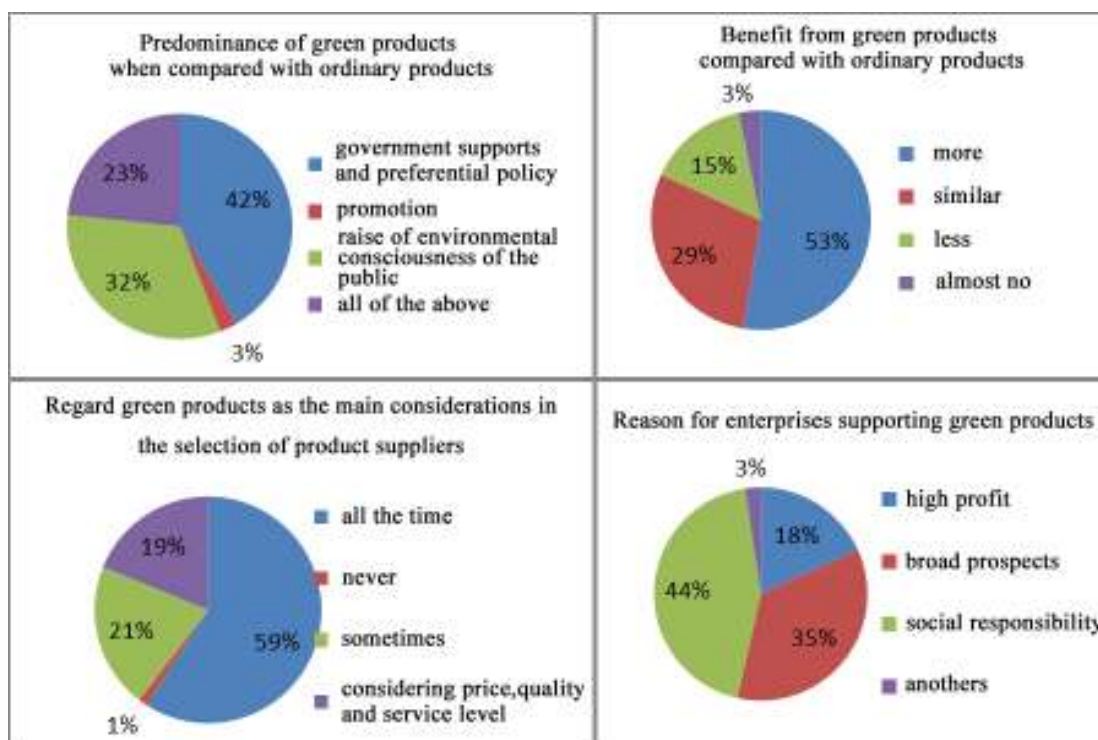 Predominance of green products
when compared with ordinary products
23%
42%
32%
3%
government supports
and preferential policy
promotion
raise of environmental
consciousness of the
public
all of the above
Benefit from green products
compared with ordinary products
3%
15%
29%
53%
more
similar
less
almost no
Regard green products as the main considerations in
the selection of product suppliers
19%
21%
59%
1%
all the time
never
sometimes
considering price,quality
and service level
Reason for enterprises supporting green products
3%
18%
44%
35%
high profit
broad prospects
social responsibility
anothers